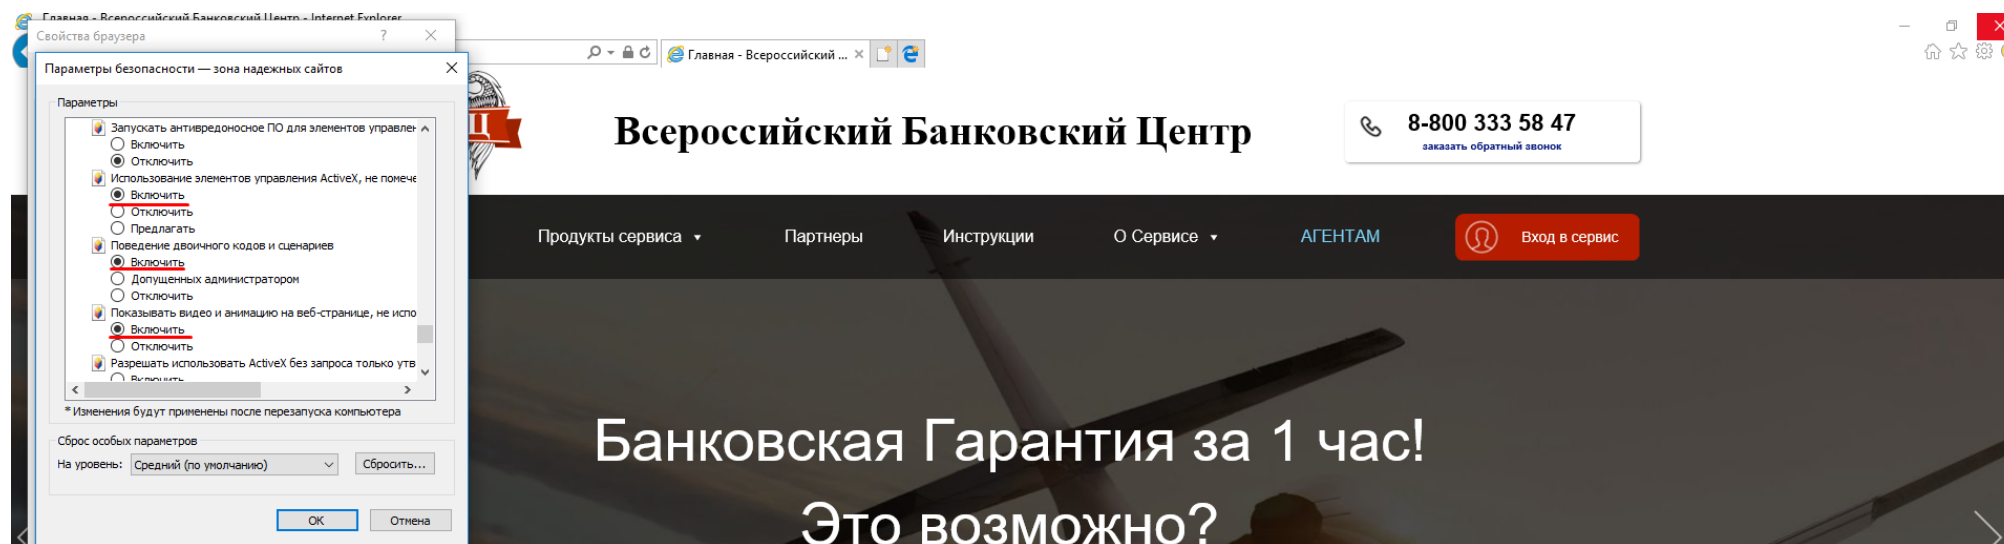 Главная - Всероссийский Банковский Центр - Internet Explorer
Свойства браузера
Параметры безопасности — зона надежных сайтов
Параметры
Запускать антивредоносное ПО для элементов управлен
Включить
Отключить
Использование элементов управления ActiveX, не помече
Включить
Отключить
Предлагать
Поведение двоичного кодов и сценариев
Включить
Допущенных администратором
Отключить
Показывать видео и анимацию на веб-странице, не испо
Включить
Отключить
Разрешать использовать ActiveX без запроса только утв
Включить
* Изменения будут применены после перезапуска компьютера
Сброс особых параметров
На уровень: Средний (по умолчанию) Сбросить...
OK Отмена
Главная - Всероссийский ...
Ц
Всероссийский Банковский Центр
8-800 333 58 47
заказать обратный звонок
Продукты сервиса Партнеры Инструкции О Сервисе АГЕНТАМ Вход в сервис
Банковская Гарантия за 1 час!
Это возможно?